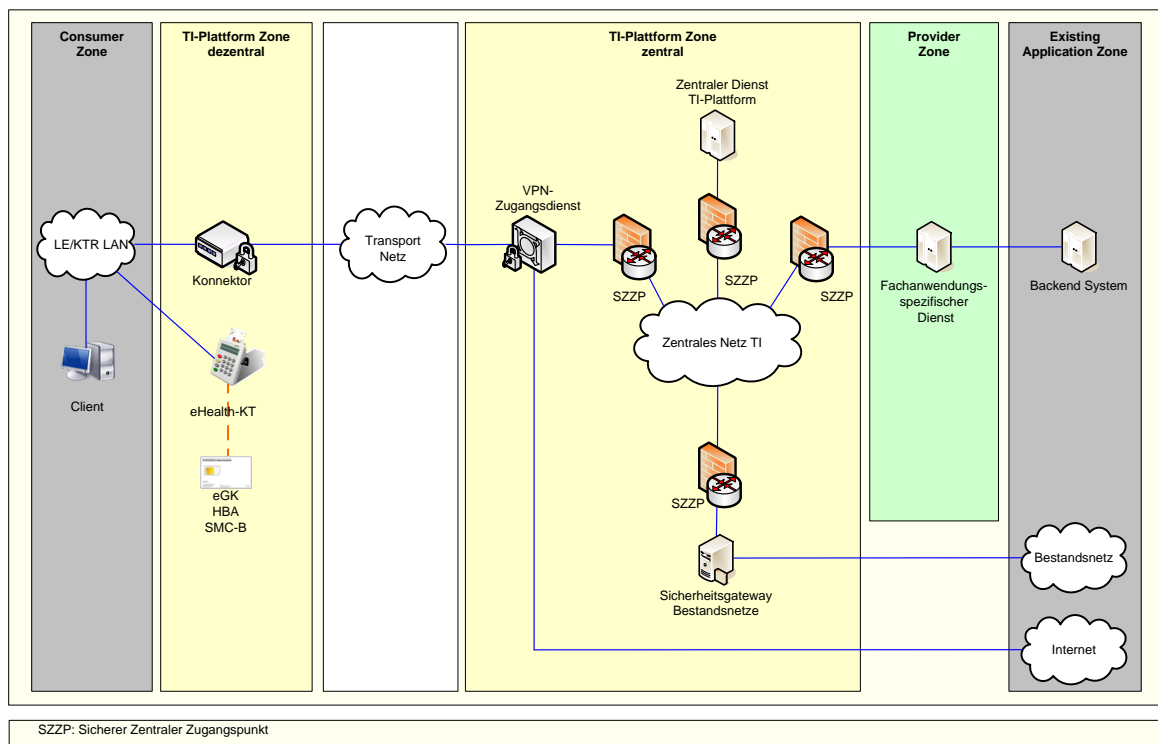 Consumer
Zone
TI-Plattform Zone
dezentral
TI-Plattform Zone
zentral
Provider
Zone
Existing
Application Zone
Zentraler Dienst
TI-Plattform
VPN-
Zugangsdienst
LE/KTR LAN
Konnektor
Transport
Netz
SZZP
SZZP
SZZP
Fachanwendungs-
spezifischer
Dienst
Backend System
Zentrales Netz TI
Client
eHealth-KT
eGK
HBA
SMC-B
SZZP
Sicherheitsgateway
Bestandsnetze
Bestandsnetz
Internet
SZZP: Sicherer Zentraler Zugangspunkt